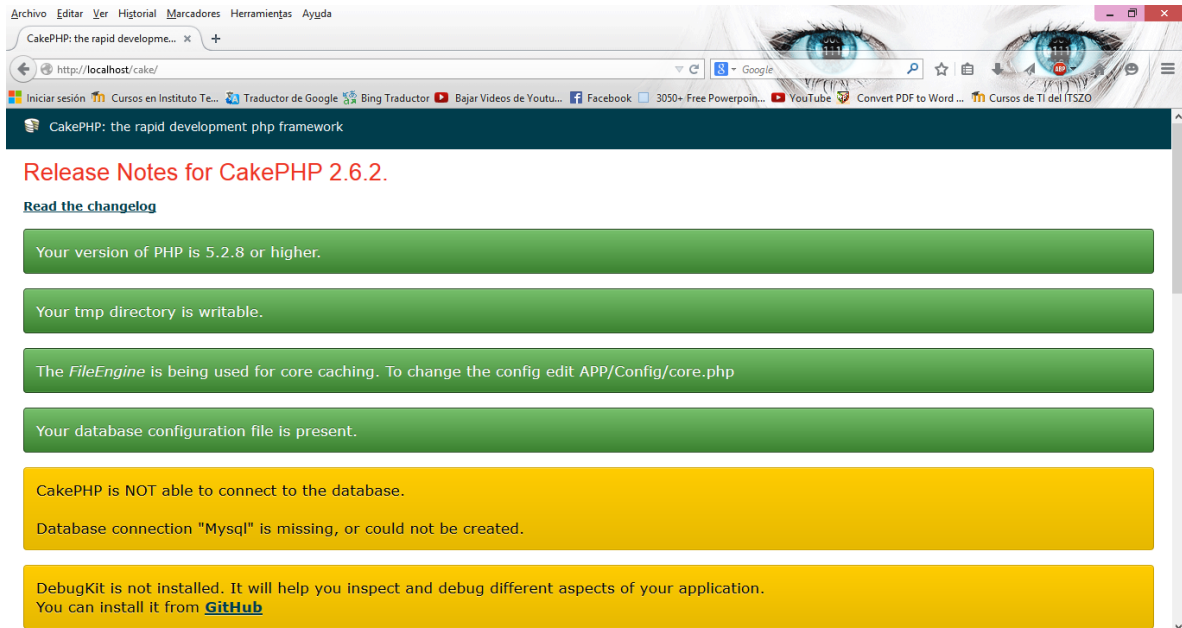 Archivo Editar Ver Historial Marcadores Herramientas Ayuda
CakePHP: the rapid developme... × +
http://localhost/cake/
8 Google
ABP
Iniciar sesión Cursos en Instituto Te... Traductor de Google Bing Traductor Bajar Videos de Youtu... Facebook 3050+ Free Powerpoin... YouTube Convert PDF to Word ... Cursos de TI del ITSZO
CakePHP: the rapid development php framework
Release Notes for CakePHP 2.6.2.
Read the changelog
Your version of PHP is 5.2.8 or higher.
Your tmp directory is writable.
The FileEngine is being used for core caching. To change the config edit APP/Config/core.php
Your database configuration file is present.
CakePHP is NOT able to connect to the database.
Database connection "Mysql" is missing, or could not be created.
DebugKit is not installed. It will help you inspect and debug different aspects of your application.
You can install it from GitHub